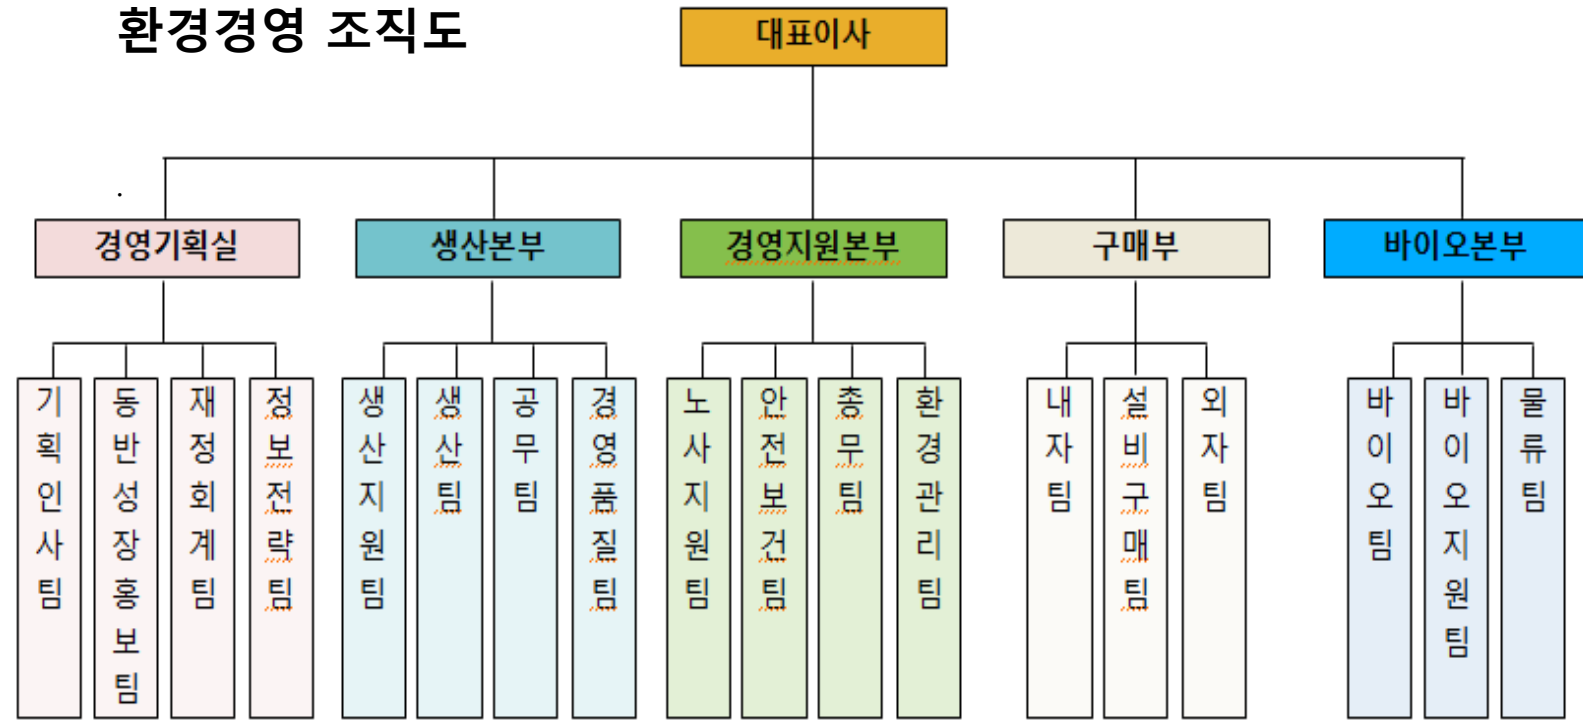 환경경영 조직도
대표이사
경영기획실
생산본부
경영지원본부
구매부
바이오본부
기획인사팀
동반성장홍보팀
재정회계팀
정보전략팀
생산지원팀
생산팀
공무팀
경영품질팀
노사지원팀
안전보건팀
총무팀
환경관리팀
내자팀
설비구매팀
외자팀
바이오팀
바이오지원팀
물류팀